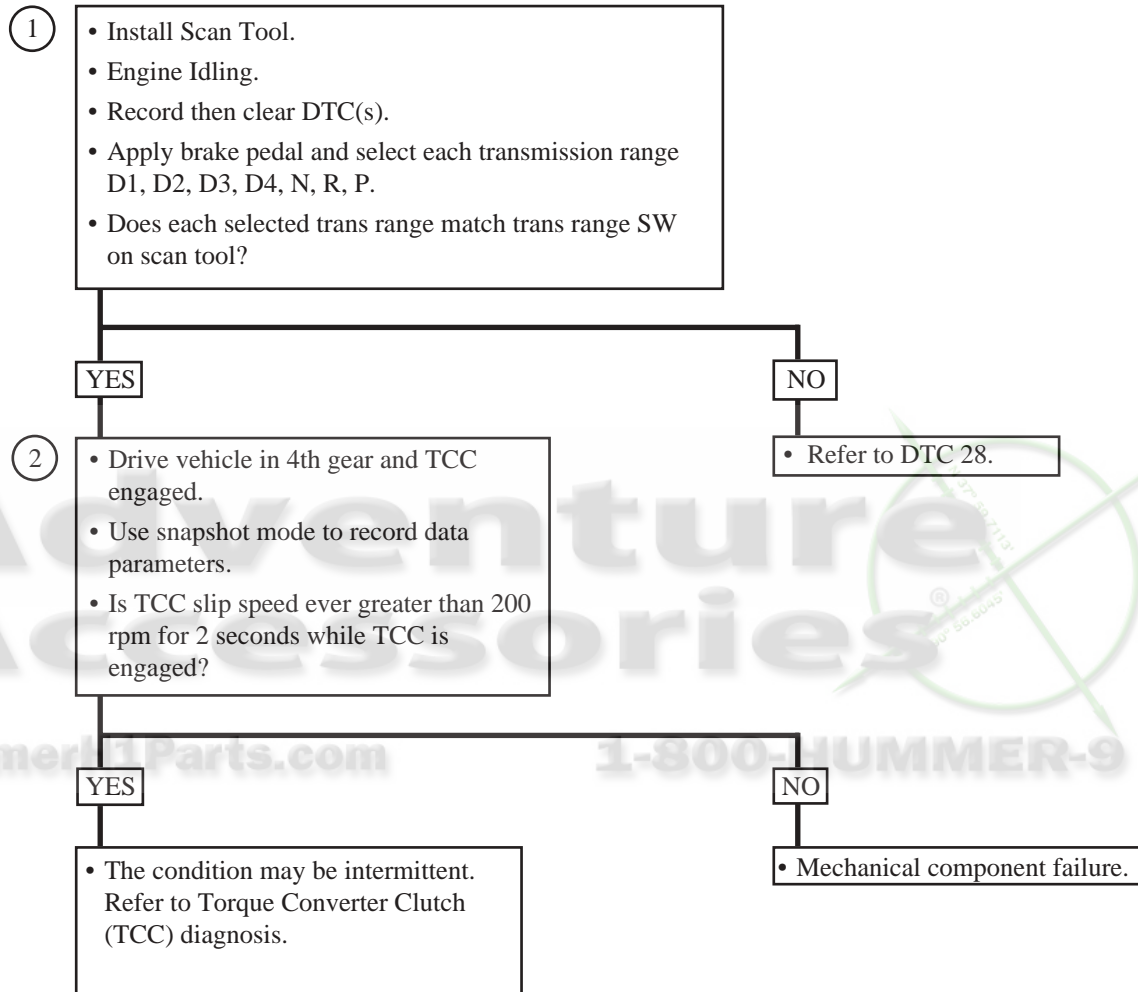 1
• Install Scan Tool.
• Engine Idling.
• Record then clear DTC(s).
• Apply brake pedal and select each transmission range
D1, D2, D3, D4, N, R, P.
• Does each selected trans range match trans range SW
on scan tool?
YES
NO
2
• Drive vehicle in 4th gear and TCC
engaged.
• Use snapshot mode to record data
parameters.
• Is TCC slip speed ever greater than 200
rpm for 2 seconds while TCC is
engaged?
• Refer to DTC 28.
Adventure
Accessories
®
merH1Parts.com
1-800-HUMMER-9
YES
NO
• The condition may be intermittent.
Refer to Torque Converter Clutch
(TCC) diagnosis.
• Mechanical component failure.